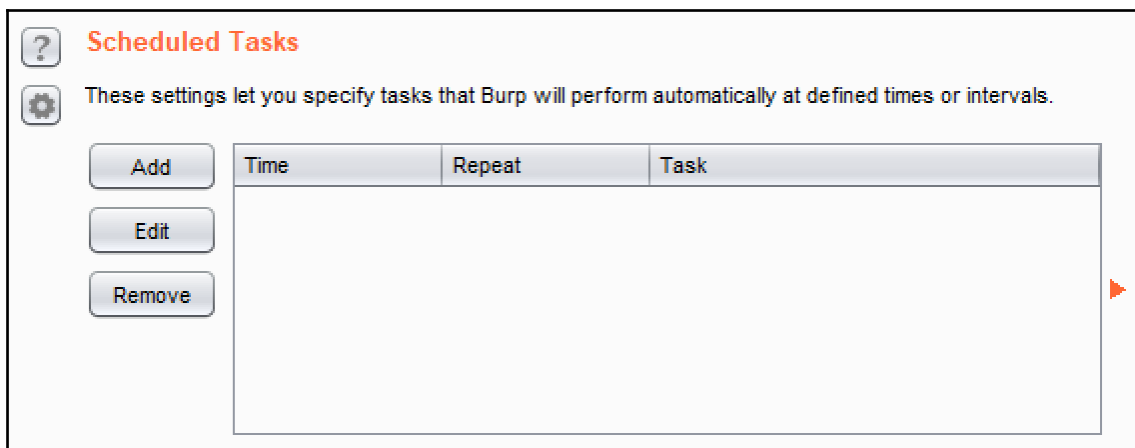 ?
Scheduled Tasks
These settings let you specify tasks that Burp will perform automatically at defined times or intervals.
Add
Time Repeat Task
Edit
Remove